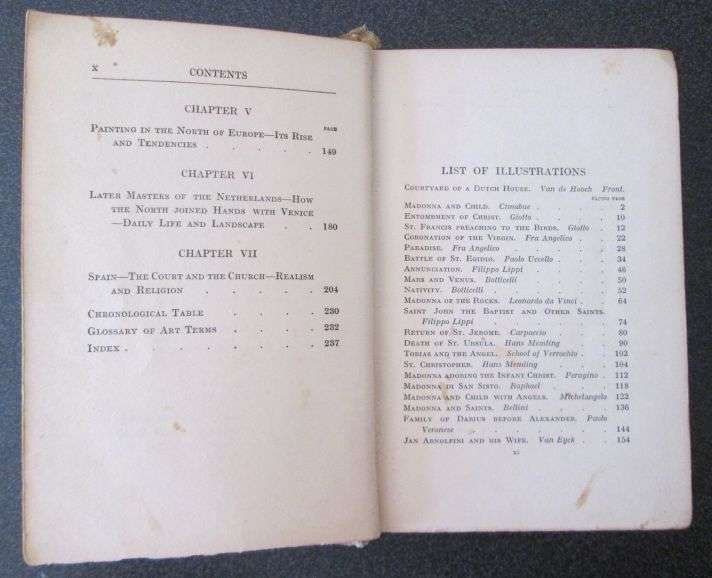 x
CONTENTS
CHAPTER V
PAGE
Painting in the North of Europe—Its Rise
and Tendencies . . . . . 149
CHAPTER VI
Later Masters of the Netherlands—How
the North joined Hands with Venice
—Daily Life and Landscape . . 180
CHAPTER VII
Spain—The Court and the Church—Realism
and Religion . . . . . 204
Chronological Table . . . . 230
Glossary of Art Terms . . . . 232
Index . . . . . . . 237
LIST OF ILLUSTRATIONS
Courtyard of a Dutch House. Van de Hooch Front.
FACING PAGE
Madonna and Child. Cimabue . . . . 2
Entombment of Christ. Giotto . . . . 10
St. Francis preaching to the Birds. Giotto . . 12
Coronation of the Virgin. Fra Angelico . . 22
Paradise. Fra Angelico . . . . 28
Battle of St. Egidio. Paolo Uccello . . . 34
Annunciation. Filippo Lippi . . . . 46
Mars and Venus. Botticelli . . . . 50
Nativity. Botticelli . . . . . 52
Madonna of the Rocks. Leonardo da Vinci . . 64
Saint John the Baptist and Other Saints.
Filippo Lippi . . . . . 74
Return of St. Jerome. Carpaccio . . . 80
Death of St. Ursula. Hans Memling . . 90
Tobias and the Angel. School of Verrochio . . 102
St. Christopher. Hans Memling . . . 104
Madonna adoring the Infant Christ. Perugino . 112
Madonna di San Sisto. Raphael . . . 118
Madonna and Child with Angels. Michelangelo 122
Madonna and Saints. Bellini . . . . 136
Family of Darius before Alexander. Paolo
Veronese . . . . . . 144
Jan Arnolfini and his Wife. Van Eyck . . 154
xi